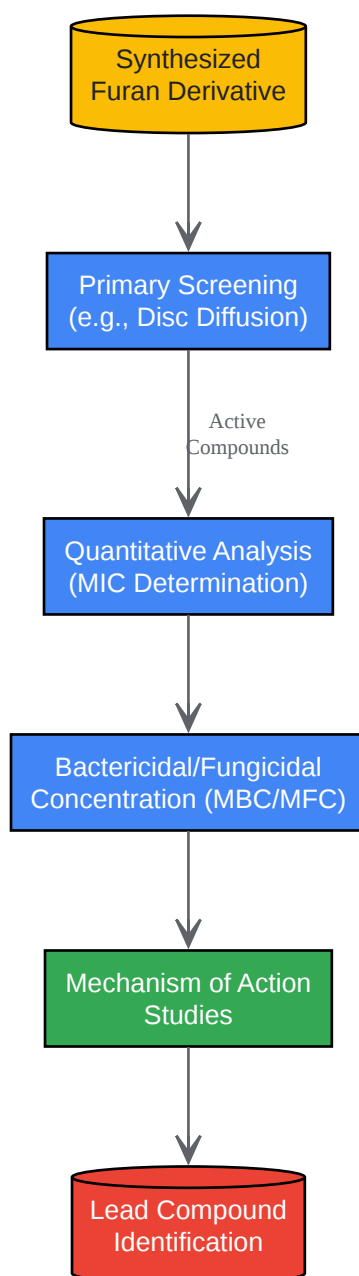 Synthesized
Furan Derivative
Primary Screening
(e.g., Disc Diffusion)
Active
Compounds
Quantitative Analysis
(MIC Determination)
Bactericidal/Fungicidal
Concentration (MBC/MFC)
Mechanism of Action
Studies
Lead Compound
Identification